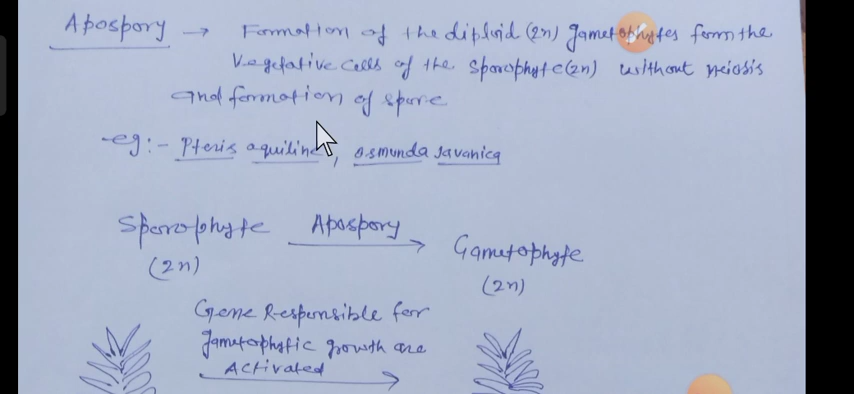 Apospory → Formation of the diploid (2n) gametophytes form the
Vegetative cells of the Sporophyte (2n) without meiosis
and formation of spore
eg:- Pteris aquilina, Osmunda Javanica
Sporophyte Apospory Gametophyte
(2n) (2n)
Gene Responsible for
gametophytic growth are
Activated